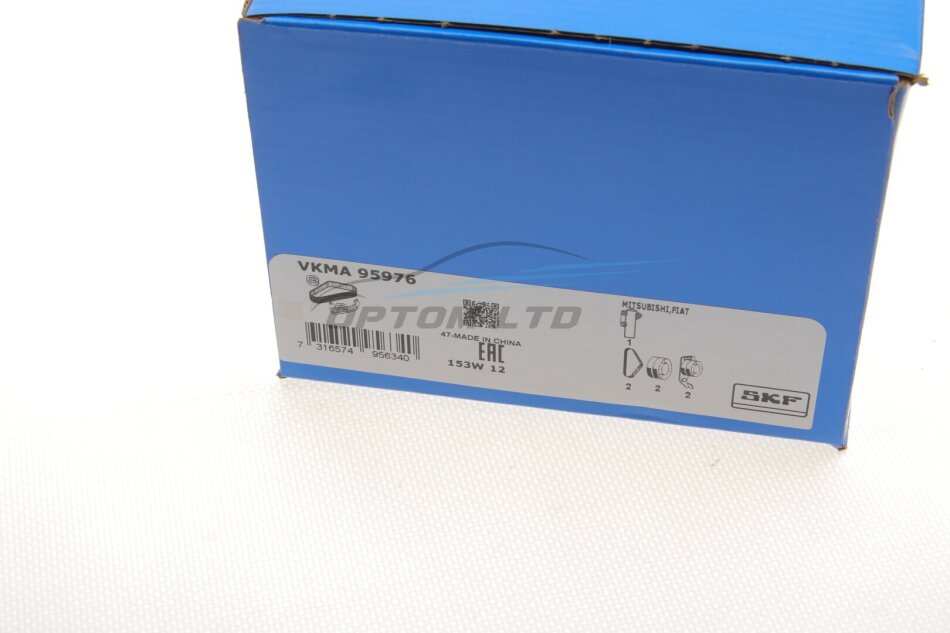 VKMA 95976
OPTOM LTD
MITSUBISHI,FIAT
1
47-MADE IN CHINA
7 316574 956340
EAC
153W 12
2 2 2
SKF